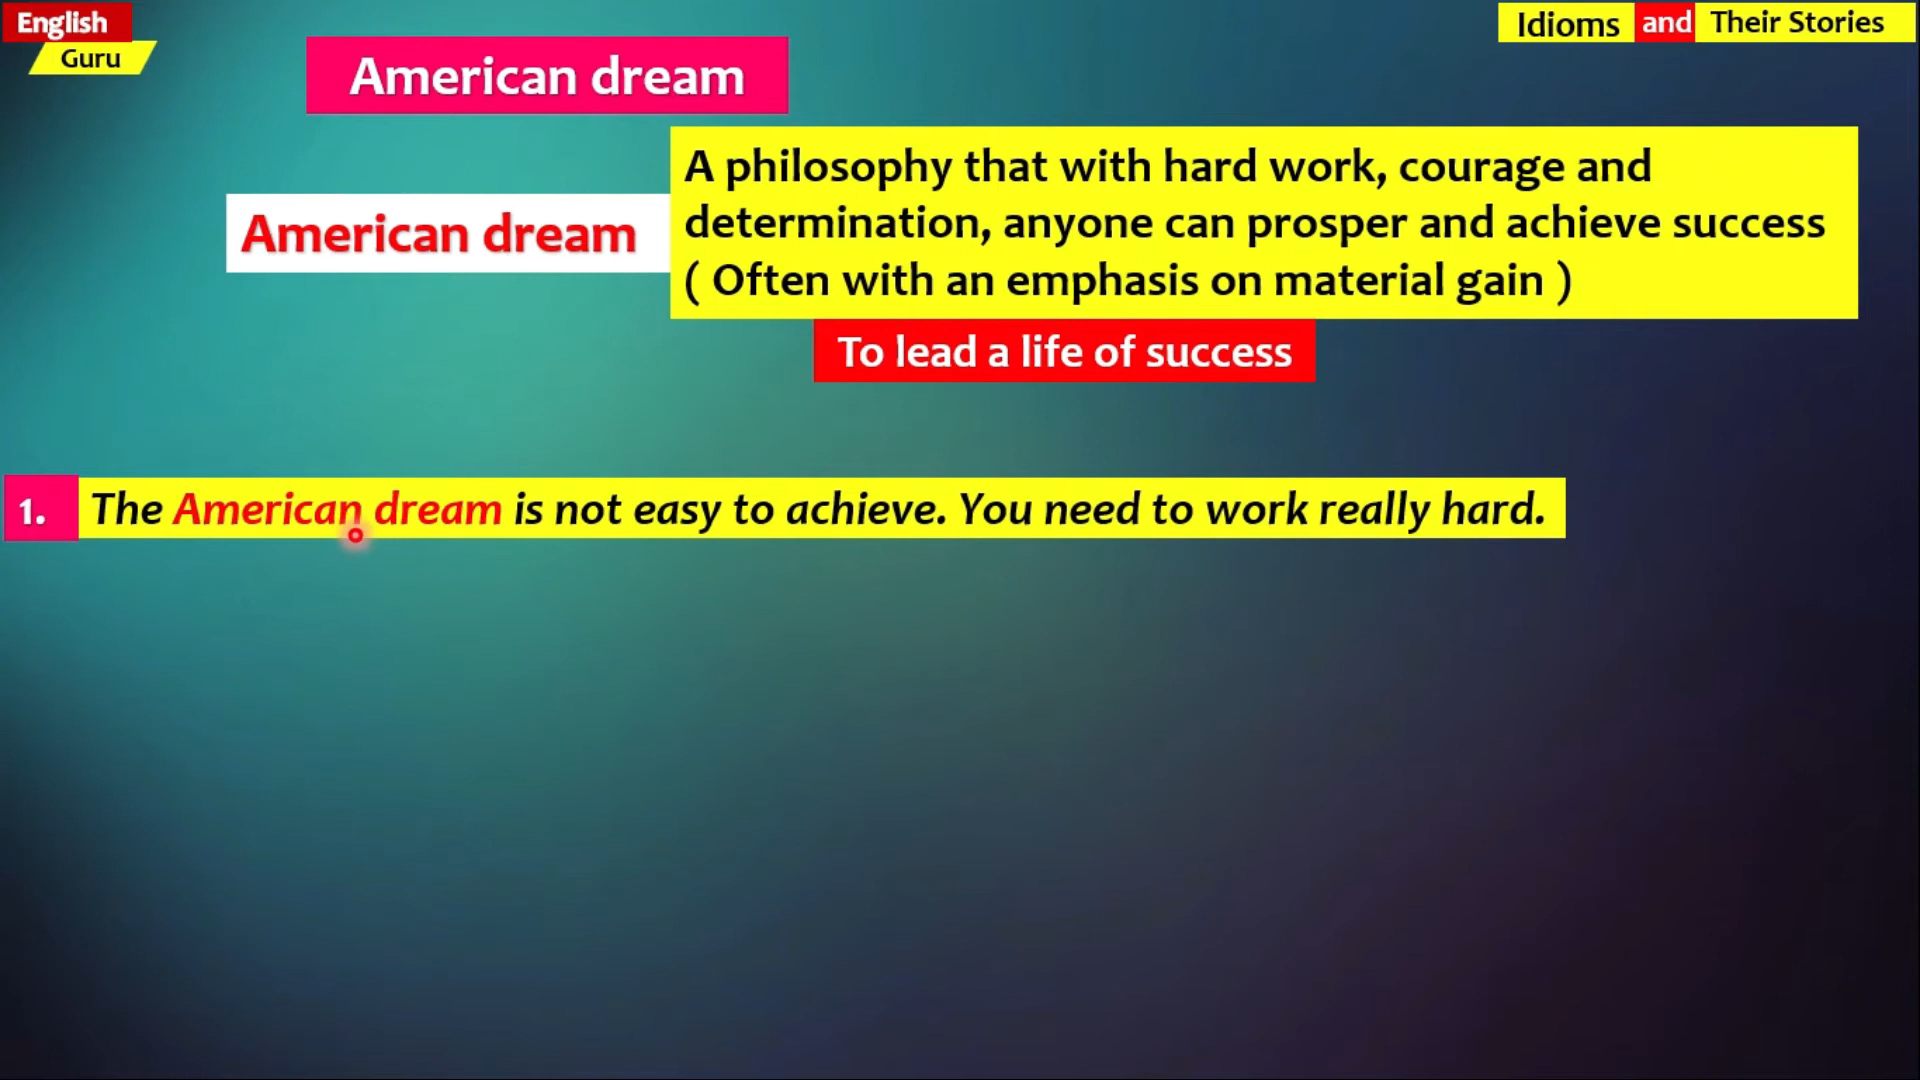 English
Guru
Idioms and Their Stories
American dream
American dream
A philosophy that with hard work, courage and
determination, anyone can prosper and achieve success
( Often with an emphasis on material gain )
To lead a life of success
1. The American dream is not easy to achieve. You need to work really hard.